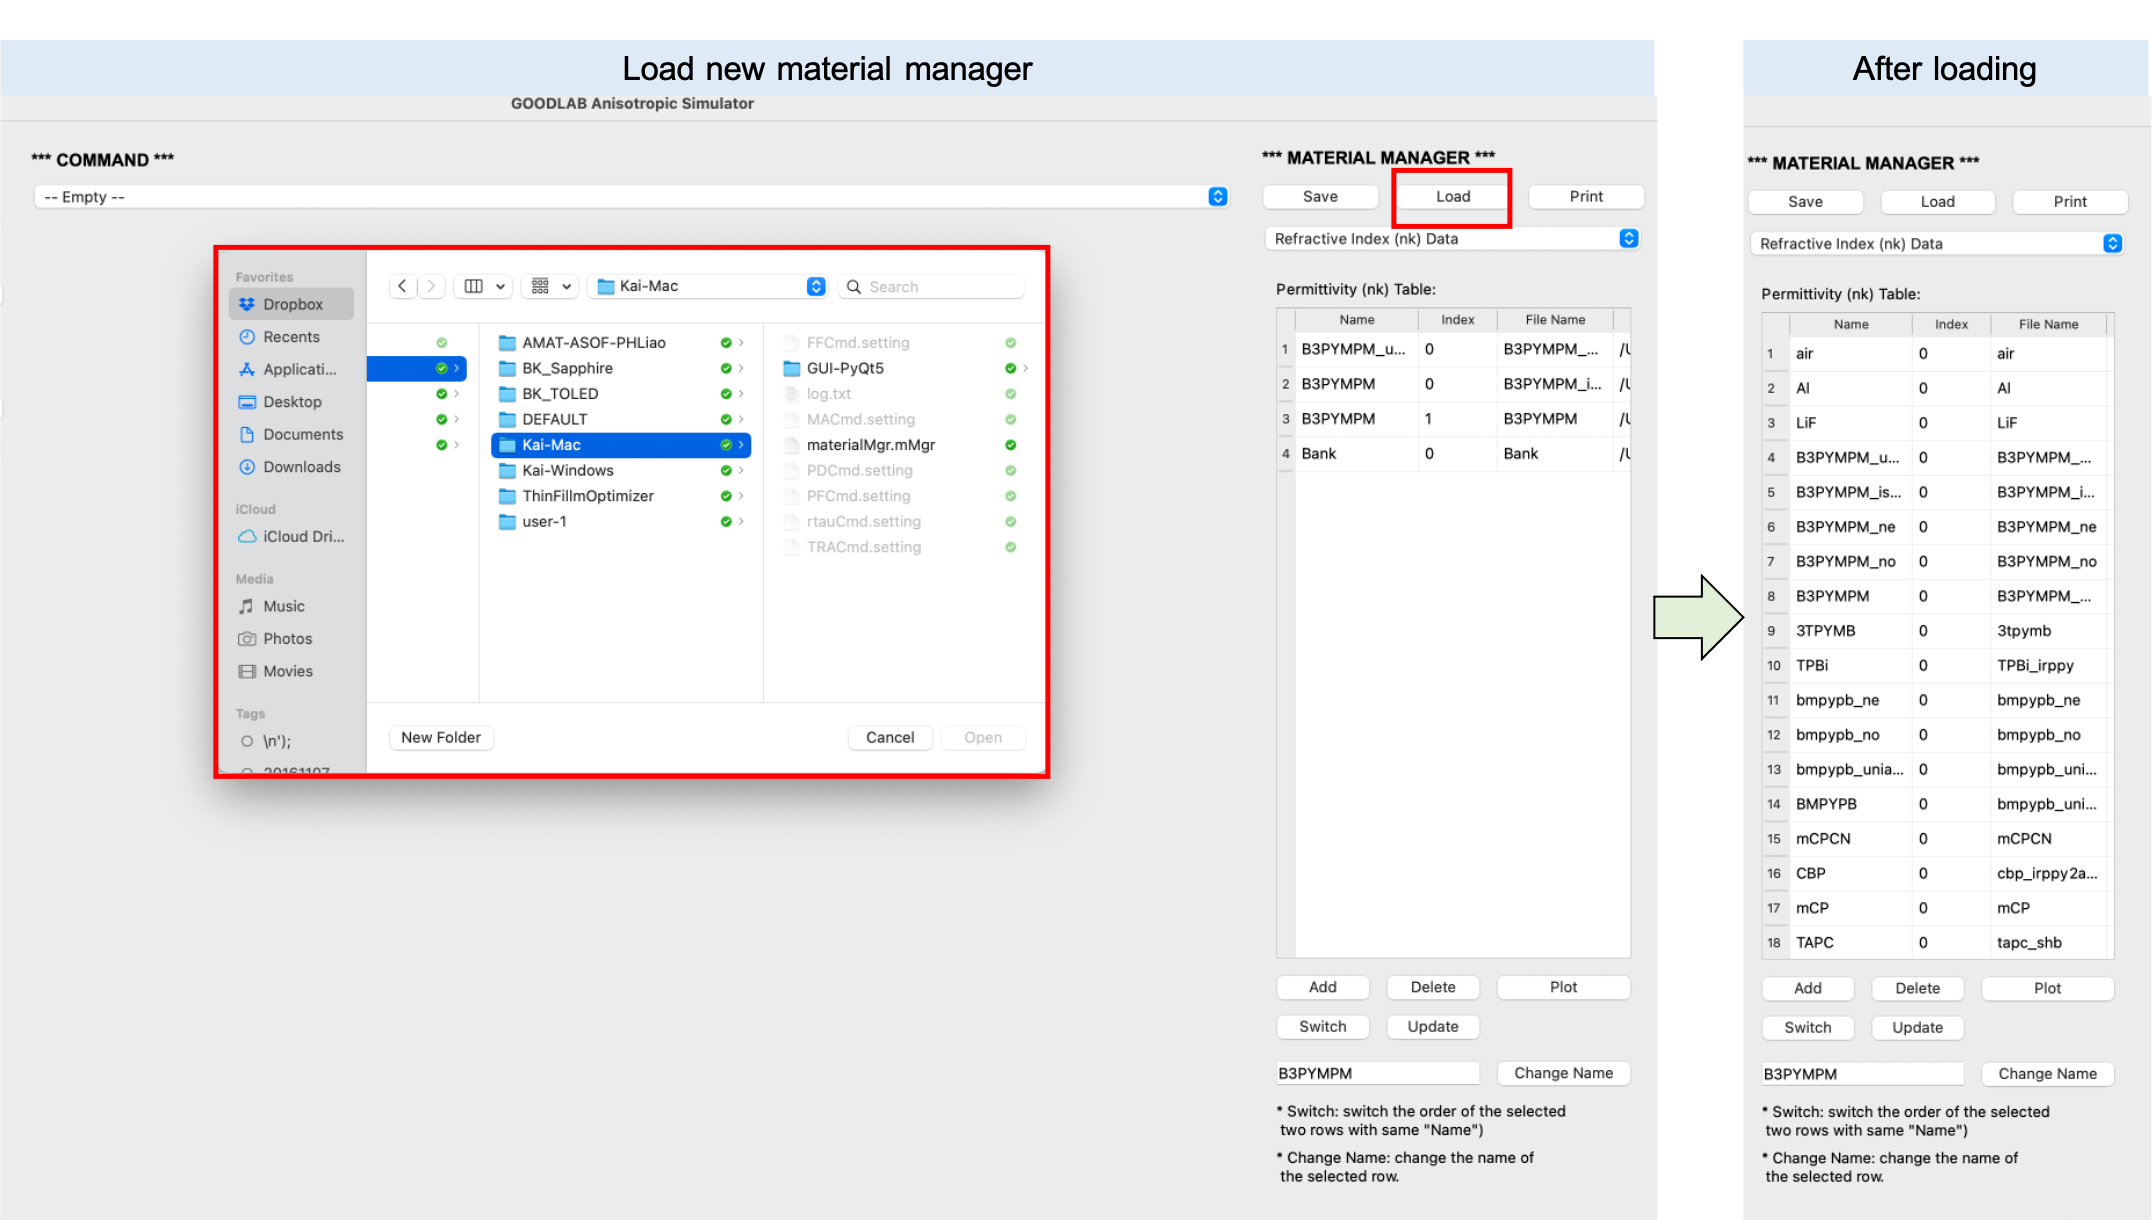 Load new material manager
GOODLAB Anisotropic Simulator
*** COMMAND ***
-- Empty --
Favorites
Dropbox
Recents
Applicati...
Desktop
Documents
Downloads
iCloud
iCloud Dri...
Media
Music
Photos
Movies
Tags
\n');
20161107
Kai-Mac
Search
AMAT-ASOF-PHLiao
BK_Sapphire
BK_TOLED
DEFAULT
Kai-Mac
Kai-Windows
ThinFillmOptimizer
user-1
FFCmd.setting
GUI-PyQt5
log.txt
MACmd.setting
materialMgr.mMgr
PDCmd.setting
PFCmd.setting
rtauCmd.setting
TRACmd.setting
New Folder
Cancel
Open
*** MATERIAL MANAGER ***
Save Load Print
Refractive Index (nk) Data
Permittivity (nk) Table:
Name Index File Name
1 B3PYMPM_u... 0 B3PYMPM_... /U
2 B3PYMPM 0 B3PYMPM_i... /U
3 B3PYMPM 1 B3PYMPM /U
4 Bank 0 Bank /U
Add Delete Plot
Switch Update
B3PYMPM Change Name
* Switch: switch the order of the selected
two rows with same "Name")
* Change Name: change the name of
the selected row.
After loading
*** MATERIAL MANAGER ***
Save Load Print
Refractive Index (nk) Data
Permittivity (nk) Table:
Name Index File Name
1 air 0 air
2 Al 0 Al
3 LiF 0 LiF
4 B3PYMPM_u... 0 B3PYMPM_...
5 B3PYMPM_is... 0 B3PYMPM_i...
6 B3PYMPM_ne 0 B3PYMPM_ne
7 B3PYMPM_no 0 B3PYMPM_no
8 B3PYMPM 0 B3PYMPM_...
9 3TPYMB 0 3tpymb
10 TPBi 0 TPBi_irppy
11 bmpypb_ne 0 bmpypb_ne
12 bmpypb_no 0 bmpypb_no
13 bmpypb_unia... 0 bmpypb_uni...
14 BMPYPB 0 bmpypb_uni...
15 mCPCN 0 mCPCN
16 CBP 0 cbp_irppy2a...
17 mCP 0 mCP
18 TAPC 0 tapc_shb
Add Delete Plot
Switch Update
B3PYMPM Change Name
* Switch: switch the order of the selected
two rows with same "Name")
* Change Name: change the name of
the selected row.